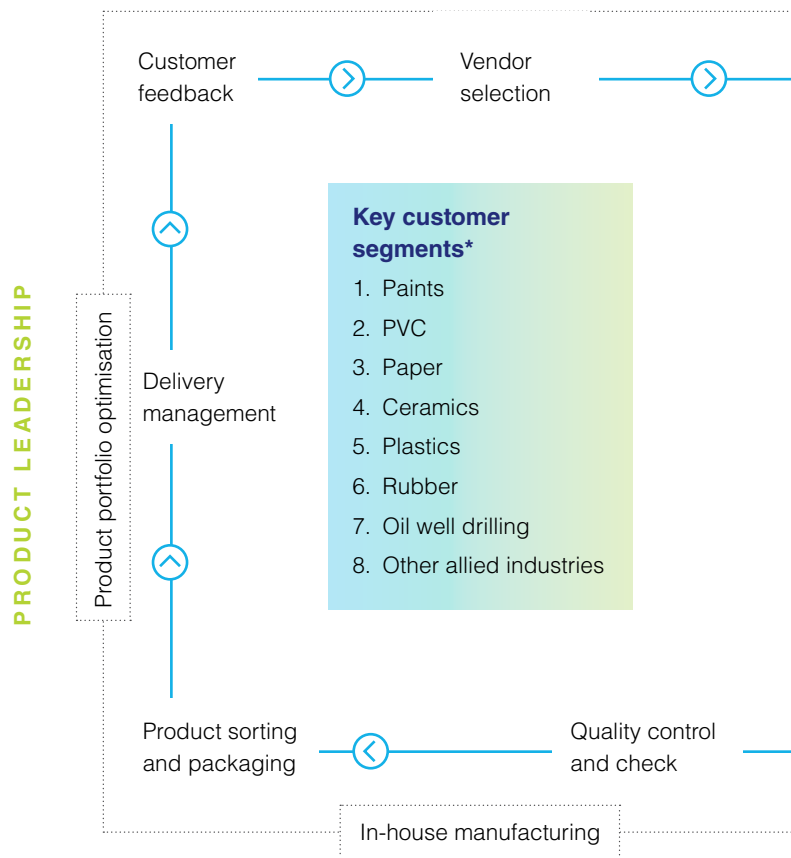 Customer
feedback
Vendor
selection
Key customer
segments*
1. Paints
2. PVC
3. Paper
4. Ceramics
5. Plastics
6. Rubber
7. Oil well drilling
8. Other allied industries
PRODUCT LEADERSHIP
Product portfolio optimisation
Delivery
management
Product sorting
and packaging
Quality control
and check
In-house manufacturing